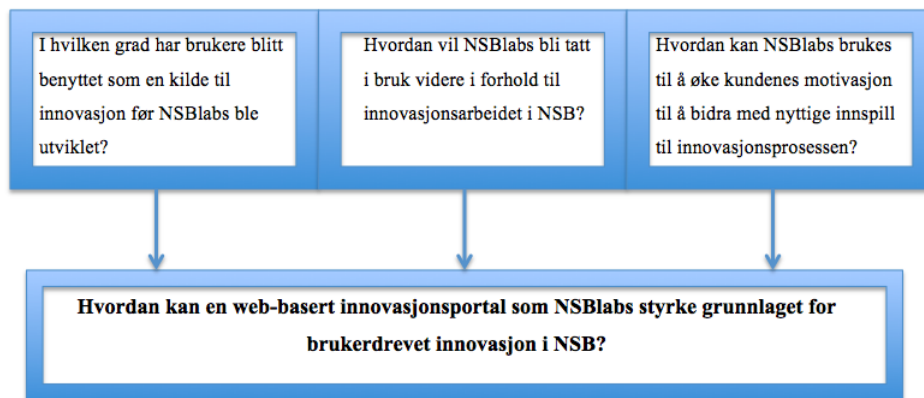 I hvilken grad har brukere blitt
benyttet som en kilde til
innovasjon før NSBlabs ble
utviklet?
Hvordan vil NSBlabs bli tatt
i bruk videre i forhold til
innovasjonsarbeidet i NSB?
Hvordan kan NSBlabs brukes
til å øke kundenes motivasjon
til å bidra med nyttige innspill
til innovasjonsprosessen?
Hvordan kan en web-basert innovasjonsportal som NSBlabs styrke grunnlaget for
brukerdrevet innovasjon i NSB?